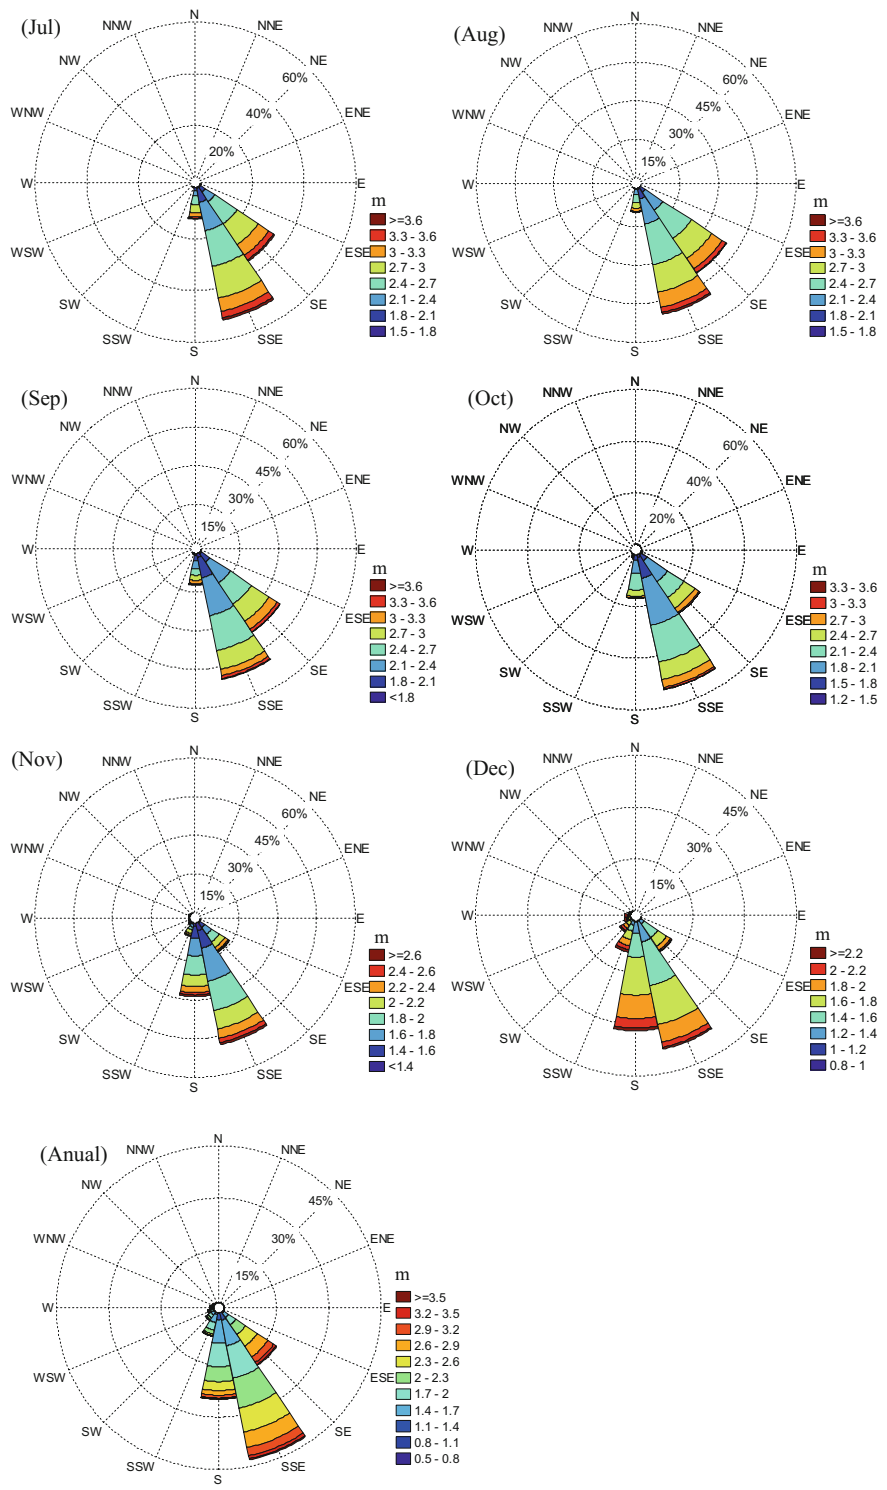 (Jul)
N
NNE
NE
ENE
E
ESE
SE
SSE
S
SSW
SW
WSW
W
WNW
NW
NNW
20%
40%
60%
m
>=3.6
3.3 - 3.6
3 - 3.3
2.7 - 3
2.4 - 2.7
2.1 - 2.4
1.8 - 2.1
1.5 - 1.8
(Aug)
N
NNE
NE
ENE
E
ESE
SE
SSE
S
SSW
SW
WSW
W
WNW
NW
NNW
15%
30%
45%
60%
m
>=3.6
3.3 - 3.6
3 - 3.3
2.7 - 3
2.4 - 2.7
2.1 - 2.4
1.8 - 2.1
1.5 - 1.8
(Sep)
N
NNE
NE
ENE
E
ESE
SE
SSE
S
SSW
SW
WSW
W
WNW
NW
NNW
15%
30%
45%
60%
m
>=3.6
3.3 - 3.6
3 - 3.3
2.7 - 3
2.4 - 2.7
2.1 - 2.4
1.8 - 2.1
<1.8
(Oct)
N
NNE
NE
ENE
E
ESE
SE
SSE
S
SSW
SW
WSW
W
WNW
NW
NNW
20%
40%
60%
m
3.3 - 3.6
3 - 3.3
2.7 - 3
2.4 - 2.7
2.1 - 2.4
1.8 - 2.1
1.5 - 1.8
1.2 - 1.5
(Nov)
N
NNE
NE
ENE
E
ESE
SE
SSE
S
SSW
SW
WSW
W
WNW
NW
NNW
15%
30%
45%
60%
m
>=2.6
2.4 - 2.6
2.2 - 2.4
2 - 2.2
1.8 - 2
1.6 - 1.8
1.4 - 1.6
<1.4
(Dec)
N
NNE
NE
ENE
E
ESE
SE
SSE
S
SSW
SW
WSW
W
WNW
NW
NNW
15%
30%
45%
m
>=2.2
2 - 2.2
1.8 - 2
1.6 - 1.8
1.4 - 1.6
1.2 - 1.4
1 - 1.2
0.8 - 1
(Anual)
N
NNE
NE
ENE
E
ESE
SE
SSE
S
SSW
SW
WSW
W
WNW
NW
NNW
15%
30%
45%
m
>=3.5
3.2 - 3.5
2.9 - 3.2
2.6 - 2.9
2.3 - 2.6
2 - 2.3
1.7 - 2
1.4 - 1.7
1.1 - 1.4
0.8 - 1.1
0.5 - 0.8